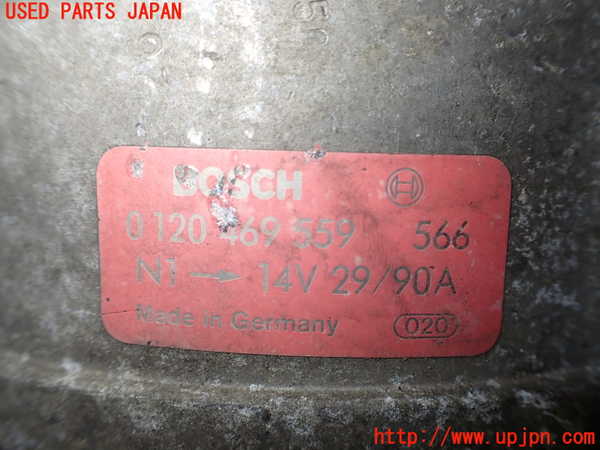 USED PARTS JAPAN
BOSCH
0 120 469 559 566
N1 → 14V 29/90A
Made in Germany 020
http://www.upjpn.com/